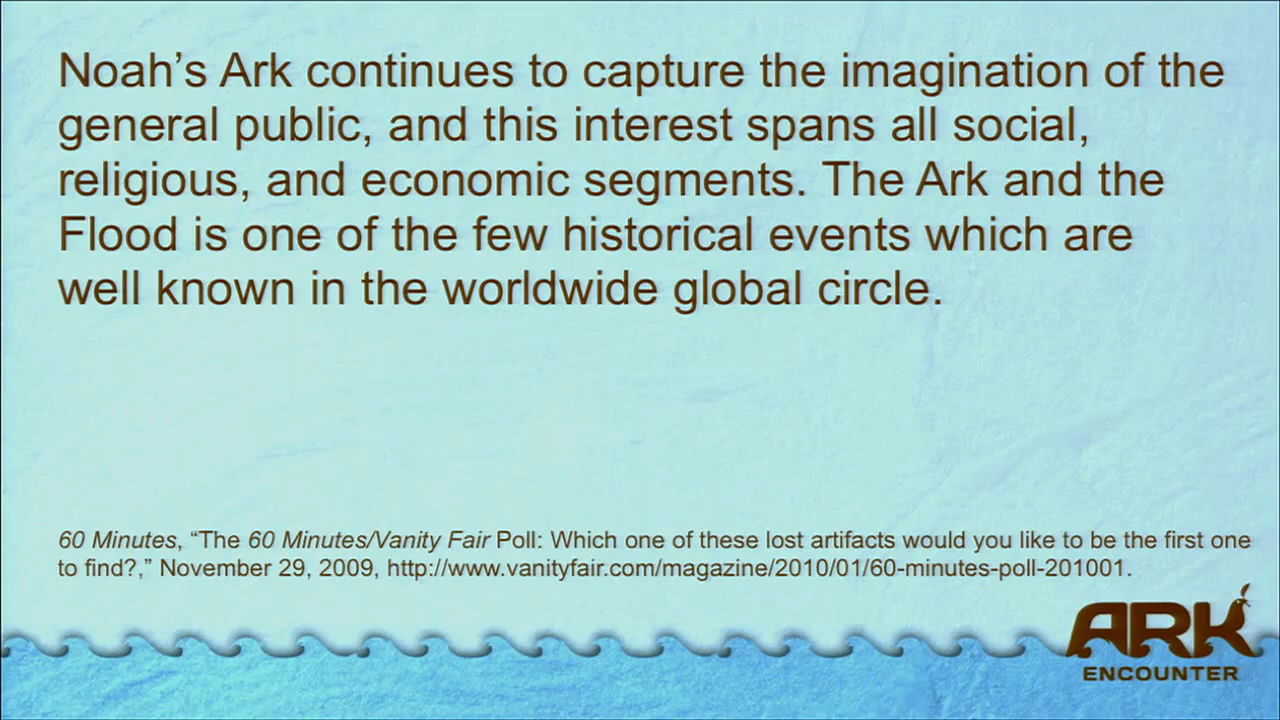 Noah’s Ark continues to capture the imagination of the
general public, and this interest spans all social,
religious, and economic segments. The Ark and the
Flood is one of the few historical events which are
well known in the worldwide global circle.
60 Minutes, “The 60 Minutes/Vanity Fair Poll: Which one of these lost artifacts would you like to be the first one
to find?,” November 29, 2009, http://www.vanityfair.com/magazine/2010/01/60-minutes-poll-201001.
ARK
ENCOUNTER